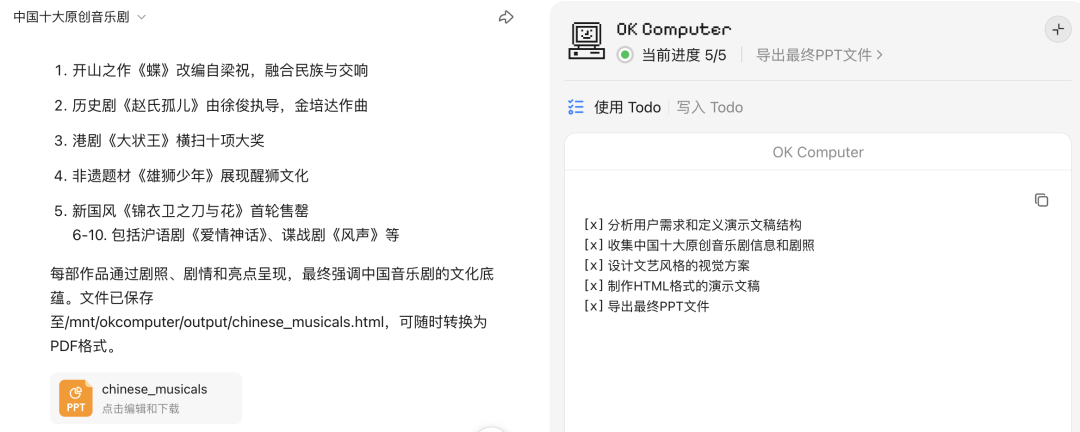 中国十大原创音乐剧
1. 开山之作《蝶》改编自梁祝，融合民族与交响
2. 历史剧《赵氏孤儿》由徐俊执导，金培达作曲
3. 港剧《大状王》横扫十项大奖
4. 非遗题材《雄狮少年》展现醒狮文化
5. 新国风《锦衣卫之刀与花》首轮售罄
6-10. 包括沪语剧《爱情神话》、谍战剧《风声》等
每部作品通过剧照、剧情和亮点呈现，最终强调中国音乐剧的文化底
蕴。文件已保存
至/mnt/okcomputer/output/chinese_musicals.html，可随时转换为
PDF格式。
PPT
chinese_musicals
点击编辑和下载
OK Computer
当前进度 5/5 导出最终PPT文件
使用 Todo 写入 Todo
OK Computer
[x] 分析用户需求和定义演示文稿结构
[x] 收集中国十大原创音乐剧信息和剧照
[x] 设计文艺风格的视觉方案
[x] 制作HTML格式的演示文稿
[x] 导出最终PPT文件